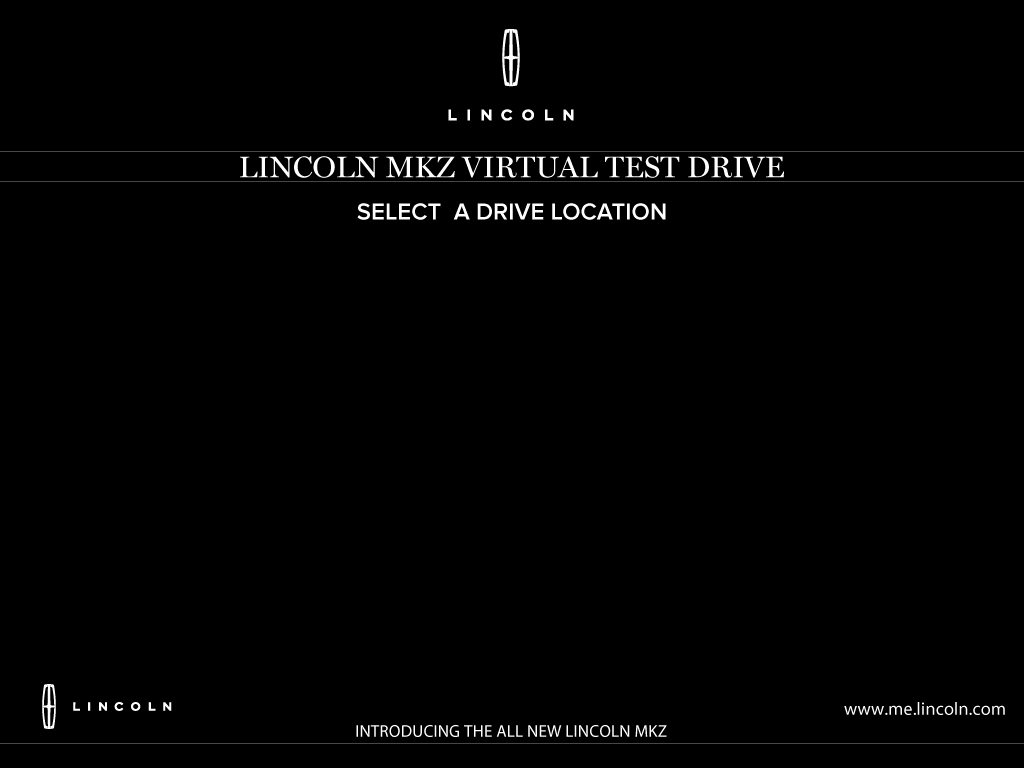 LINCOLN
LINCOLN MKZ VIRTUAL TEST DRIVE
SELECT  A DRIVE LOCATION
LINCOLN
www.me.lincoln.com
INTRODUCING THE ALL NEW LINCOLN MKZ